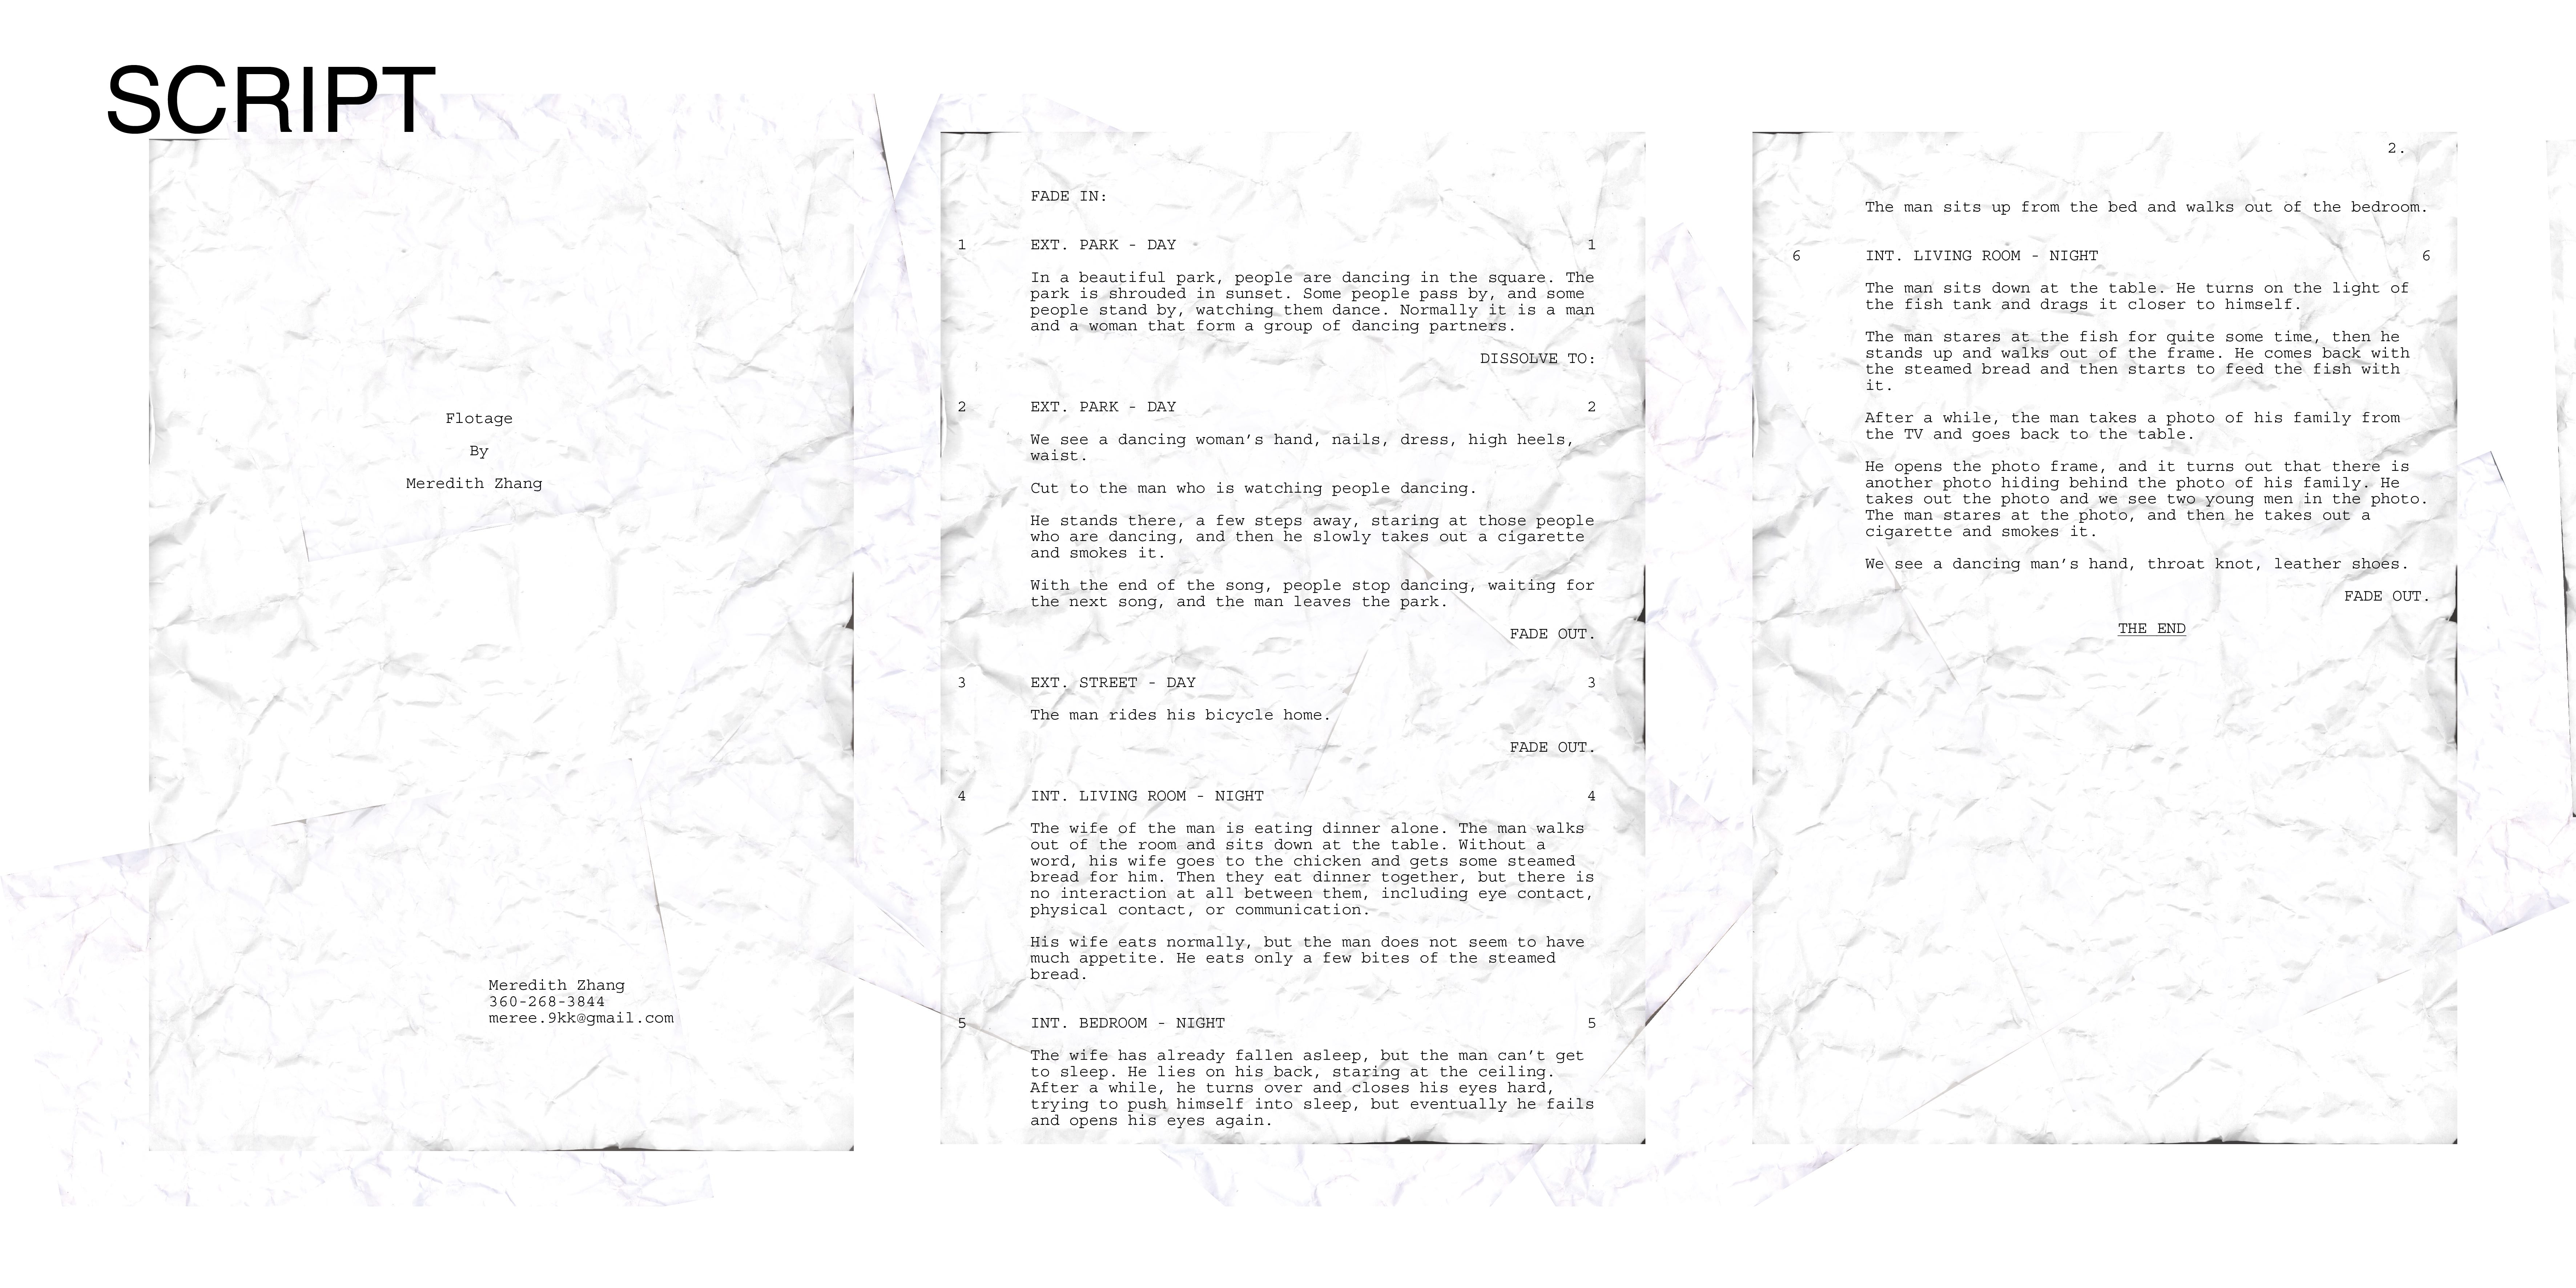 SCRIPT
Flotage
By
Meredith Zhang
Meredith Zhang
360-268-3844
meree.9kk@gmail.com
FADE IN:
1 EXT. PARK - DAY 1
In a beautiful park, people are dancing in the square. The
park is shrouded in sunset. Some people pass by, and some
people stand by, watching them dance. Normally it is a man
and a woman that form a group of dancing partners.
DISSOLVE TO:
2 EXT. PARK - DAY 2
We see a dancing woman's hand, nails, dress, high heels,
waist.
Cut to the man who is watching people dancing.
He stands there, a few steps away, staring at those people
who are dancing, and then he slowly takes out a cigarette
and smokes it.
With the end of the song, people stop dancing, waiting for
the next song, and the man leaves the park.
FADE OUT.
3 EXT. STREET - DAY 3
The man rides his bicycle home.
FADE OUT.
4 INT. LIVING ROOM - NIGHT 4
The wife of the man is eating dinner alone. The man walks
out of the room and sits down at the table. Without a
word, his wife goes to the chicken and gets some steamed
bread for him. Then they eat dinner together, but there is
no interaction at all between them, including eye contact,
physical contact, or communication.
His wife eats normally, but the man does not seem to have
much appetite. He eats only a few bites of the steamed
bread.
5 INT. BEDROOM - NIGHT 5
The wife has already fallen asleep, but the man can't get
to sleep. He lies on his back, staring at the ceiling.
After a while, he turns over and closes his eyes hard,
trying to push himself into sleep, but eventually he fails
and opens his eyes again.
2.
The man sits up from the bed and walks out of the bedroom.
6 INT. LIVING ROOM - NIGHT 6
The man sits down at the table. He turns on the light of
the fish tank and drags it closer to himself.
The man stares at the fish for quite some time, then he
stands up and walks out of the frame. He comes back with
the steamed bread and then starts to feed the fish with
it.
After a while, the man takes a photo of his family from
the TV and goes back to the table.
He opens the photo frame, and it turns out that there is
another photo hiding behind the photo of his family. He
takes out the photo and we see two young men in the photo.
The man stares at the photo, and then he takes out a
cigarette and smokes it.
We see a dancing man's hand, throat knot, leather shoes.
FADE OUT.
THE END